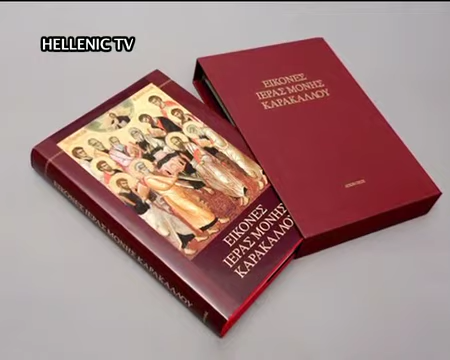 HELLENIC TV
ΕΙΚΟΝΕΣ
ΙΕΡΑΣ ΜΟΝΗΣ
ΚΑΡΑΚΑΛΛΟΥ
ΕΙΚΟΝΕΣ
ΙΕΡΑΣ ΜΟΝΗΣ
ΚΑΡΑΚΑΛΛΟΥ
ΕΙΚΟΝΕΣ ΙΕΡΑΣ ΜΟΝΗΣ ΚΑΡΑΚΑΛΛΟΥ